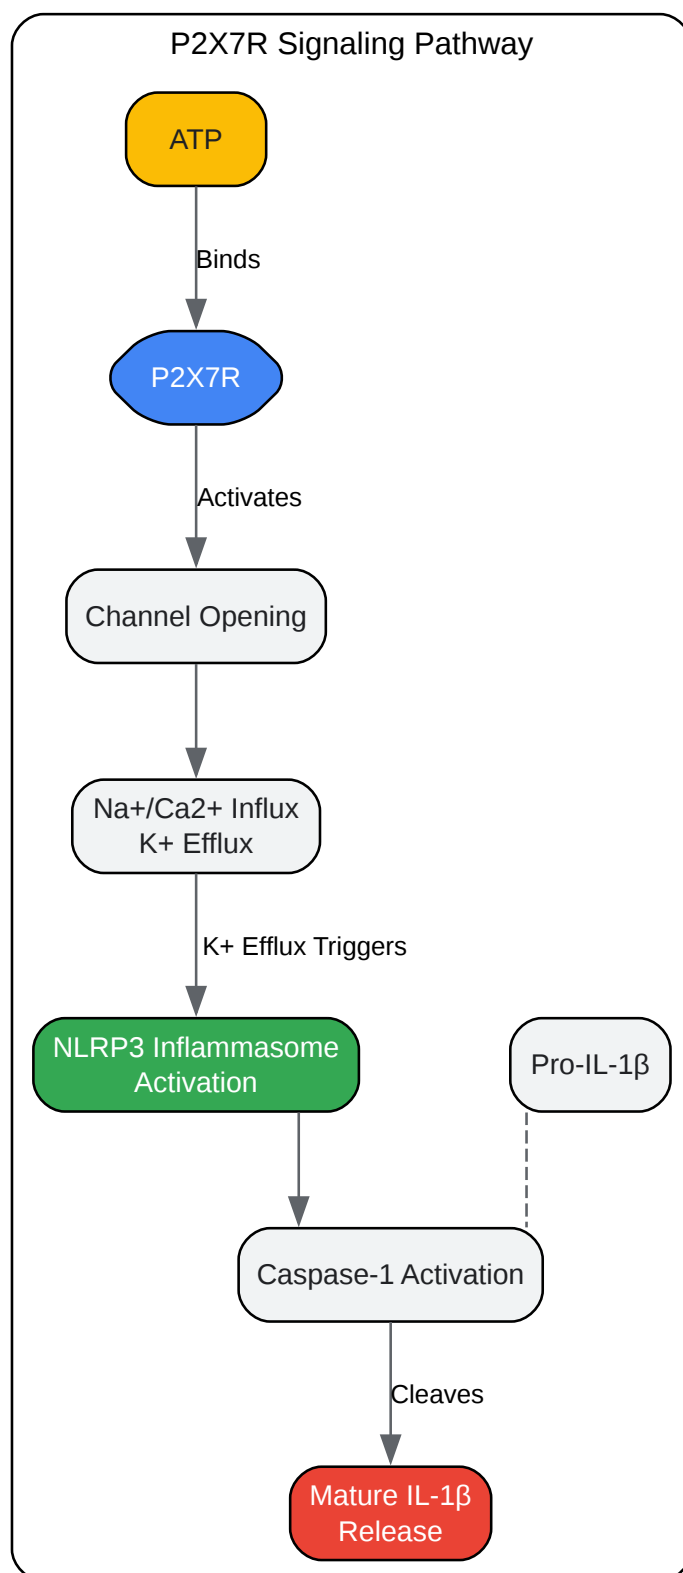 P2X7R Signaling Pathway
ATP
Binds
P2X7R
Activates
Channel Opening
Na+/Ca2+ Influx
K+ Efflux
K+ Efflux Triggers
NLRP3 Inflammasome
Activation
Pro-IL-1β
Caspase-1 Activation
Cleaves
Mature IL-1β
Release